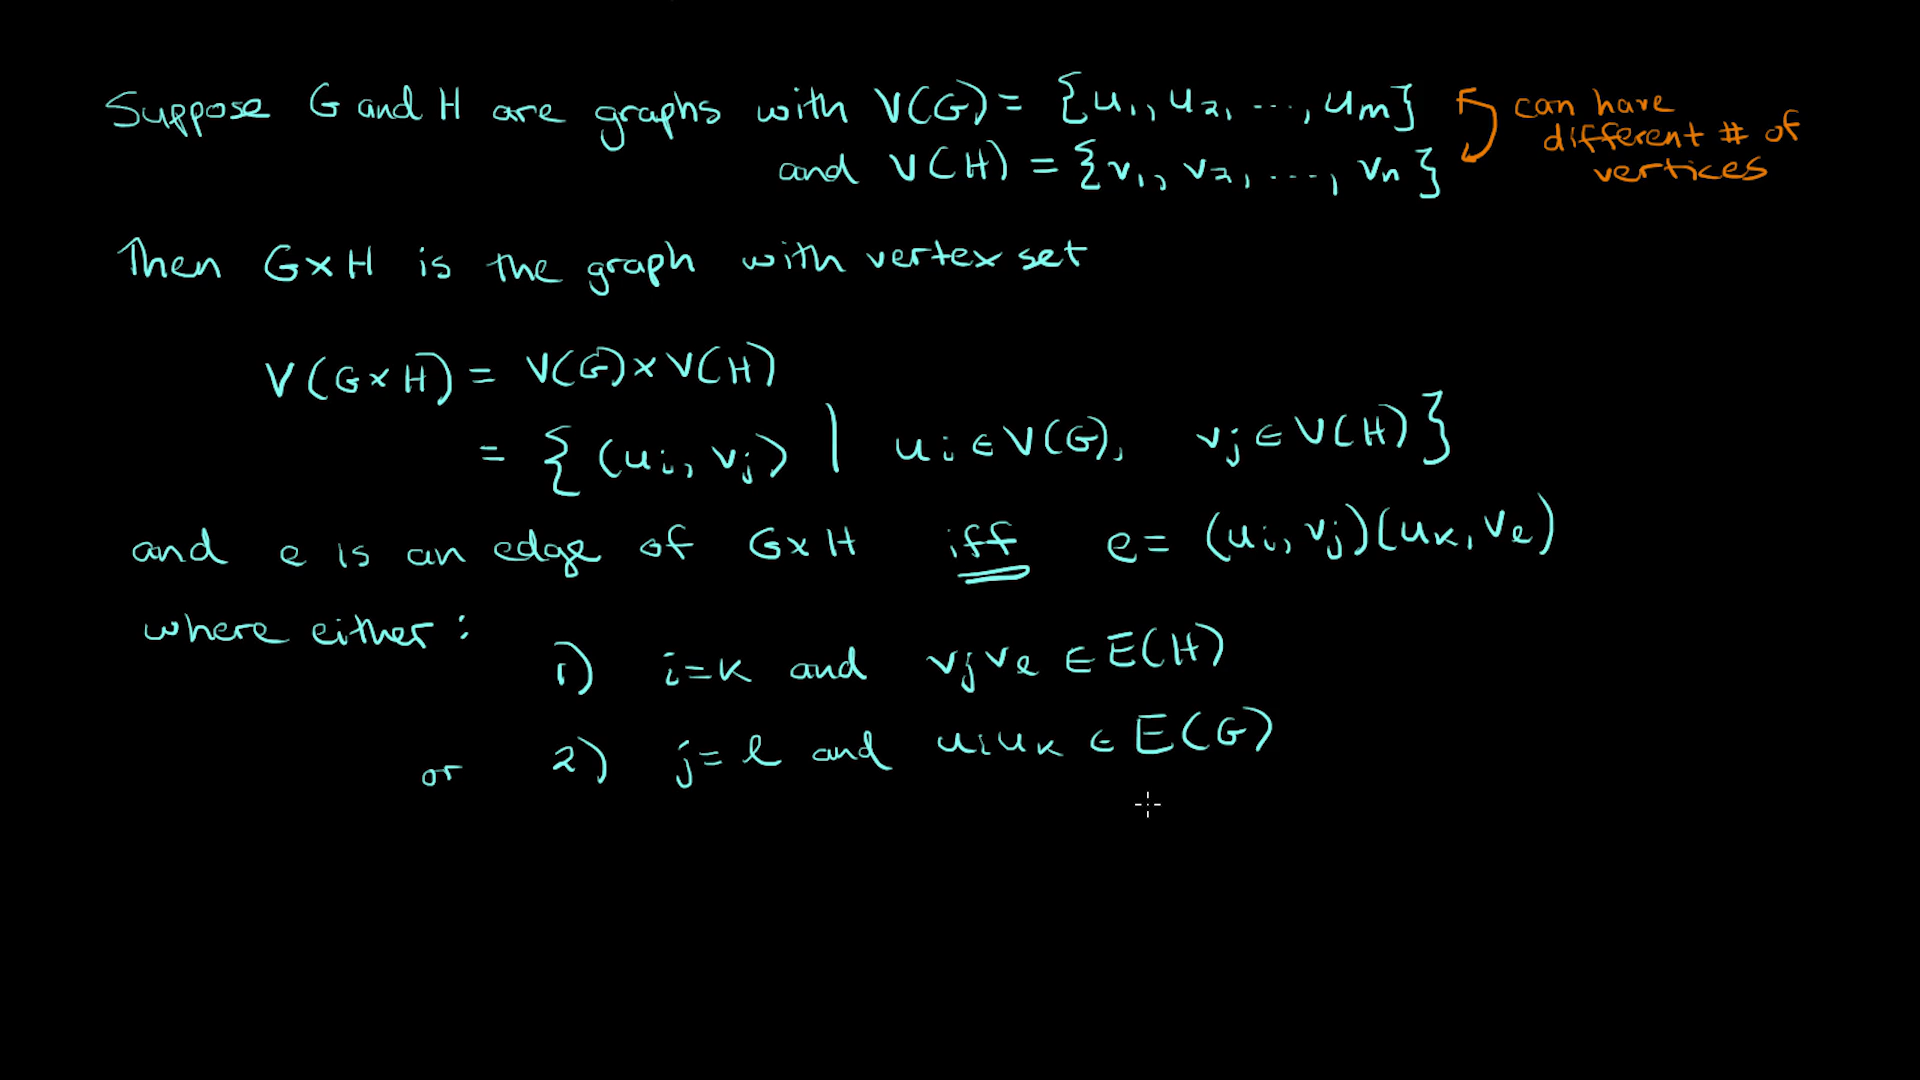 Suppose G and H are graphs with V(G) = {u₁, u₂, ..., um}
and V(H) = {v₁, v₂, ..., vn}
can have
different # of
vertices
Then G×H is the graph with vertex set
V(G×H) = V(G)×V(H)
= {(ui, vj) | ui ∈ V(G), vj ∈ V(H)}
and e is an edge of G×H iff e = (ui, vj)(uk, vℓ)
where either:
1) i=k and vjvℓ ∈ E(H)
or 2) j=ℓ and uiuk ∈ E(G)